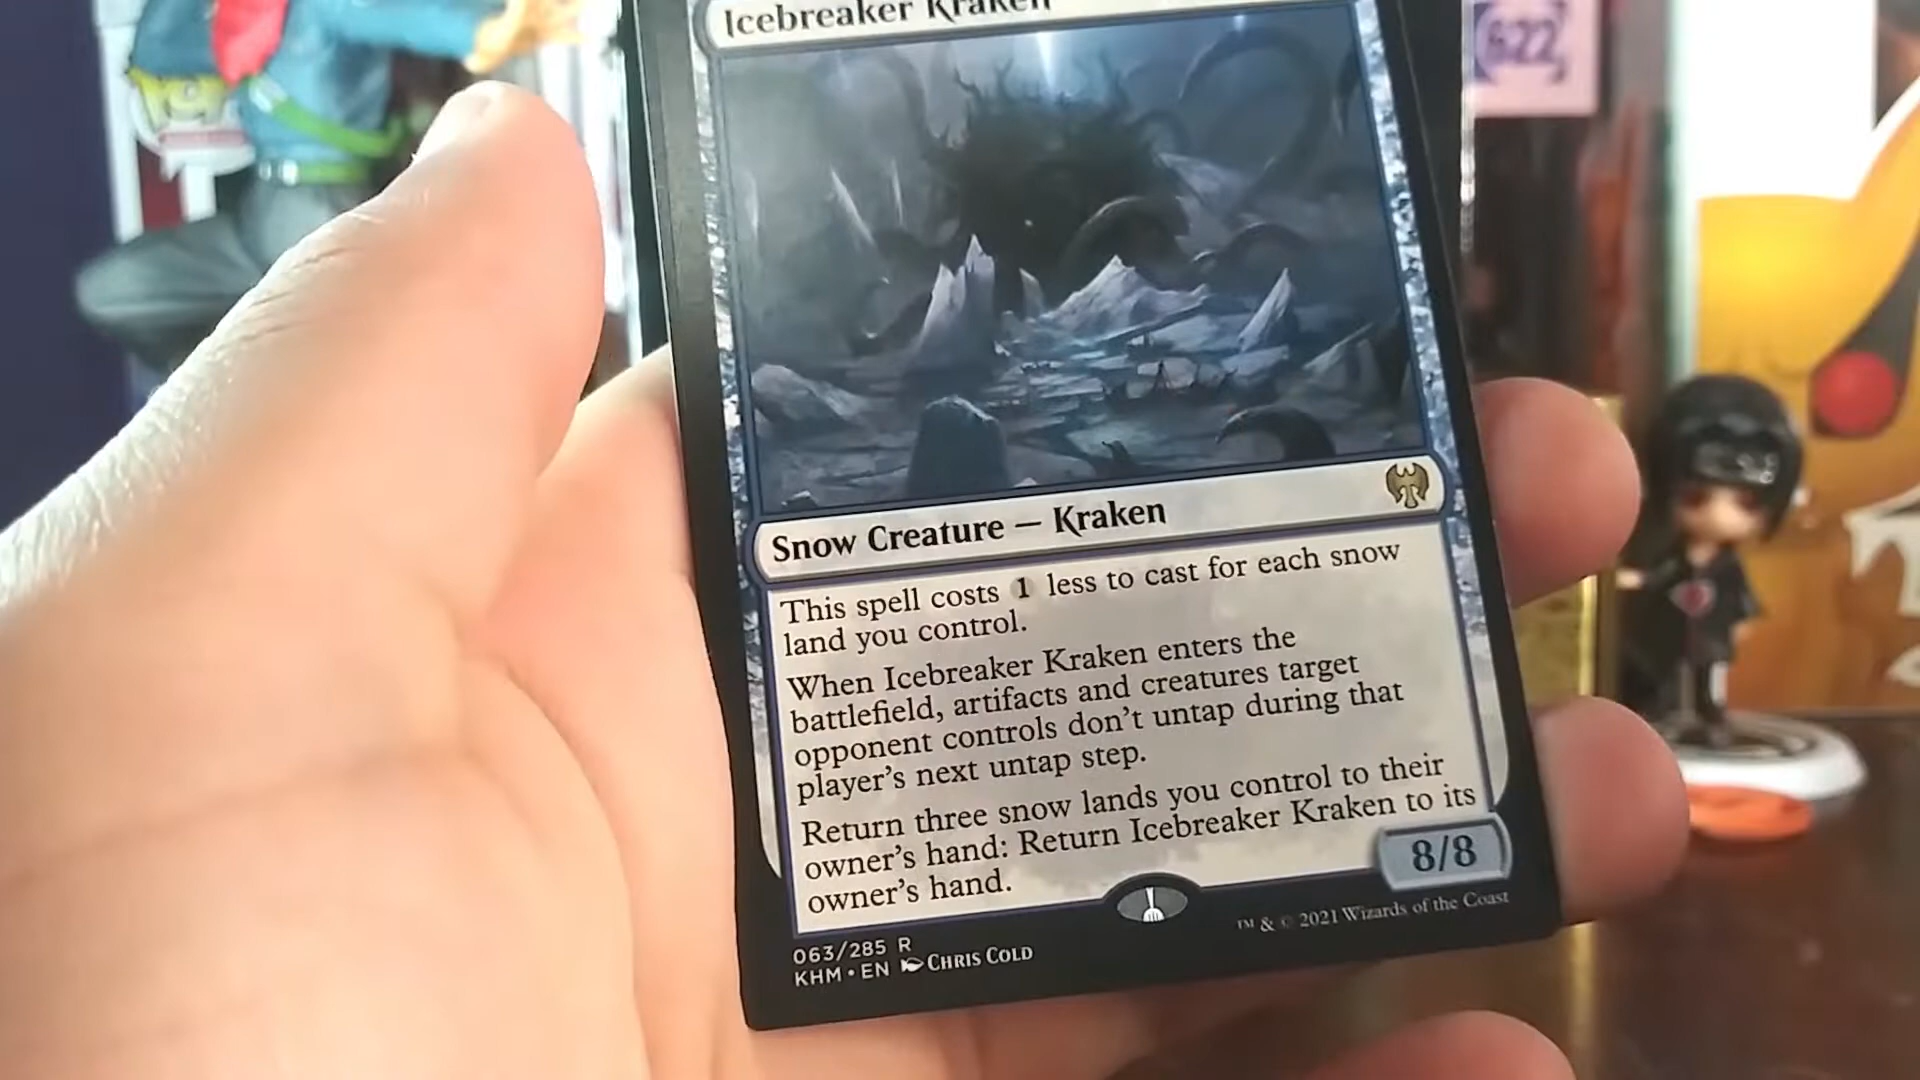 Icebreaker Kraken
622
Snow Creature — Kraken
This spell costs 1 less to cast for each snow
land you control.
When Icebreaker Kraken enters the
battlefield, artifacts and creatures target
opponent controls don't untap during that
player's next untap step.
Return three snow lands you control to their
owner's hand: Return Icebreaker Kraken to its
owner's hand.
8/8
063/285 R
KHM • EN Chris Cold
™ & © 2021 Wizards of the Coast